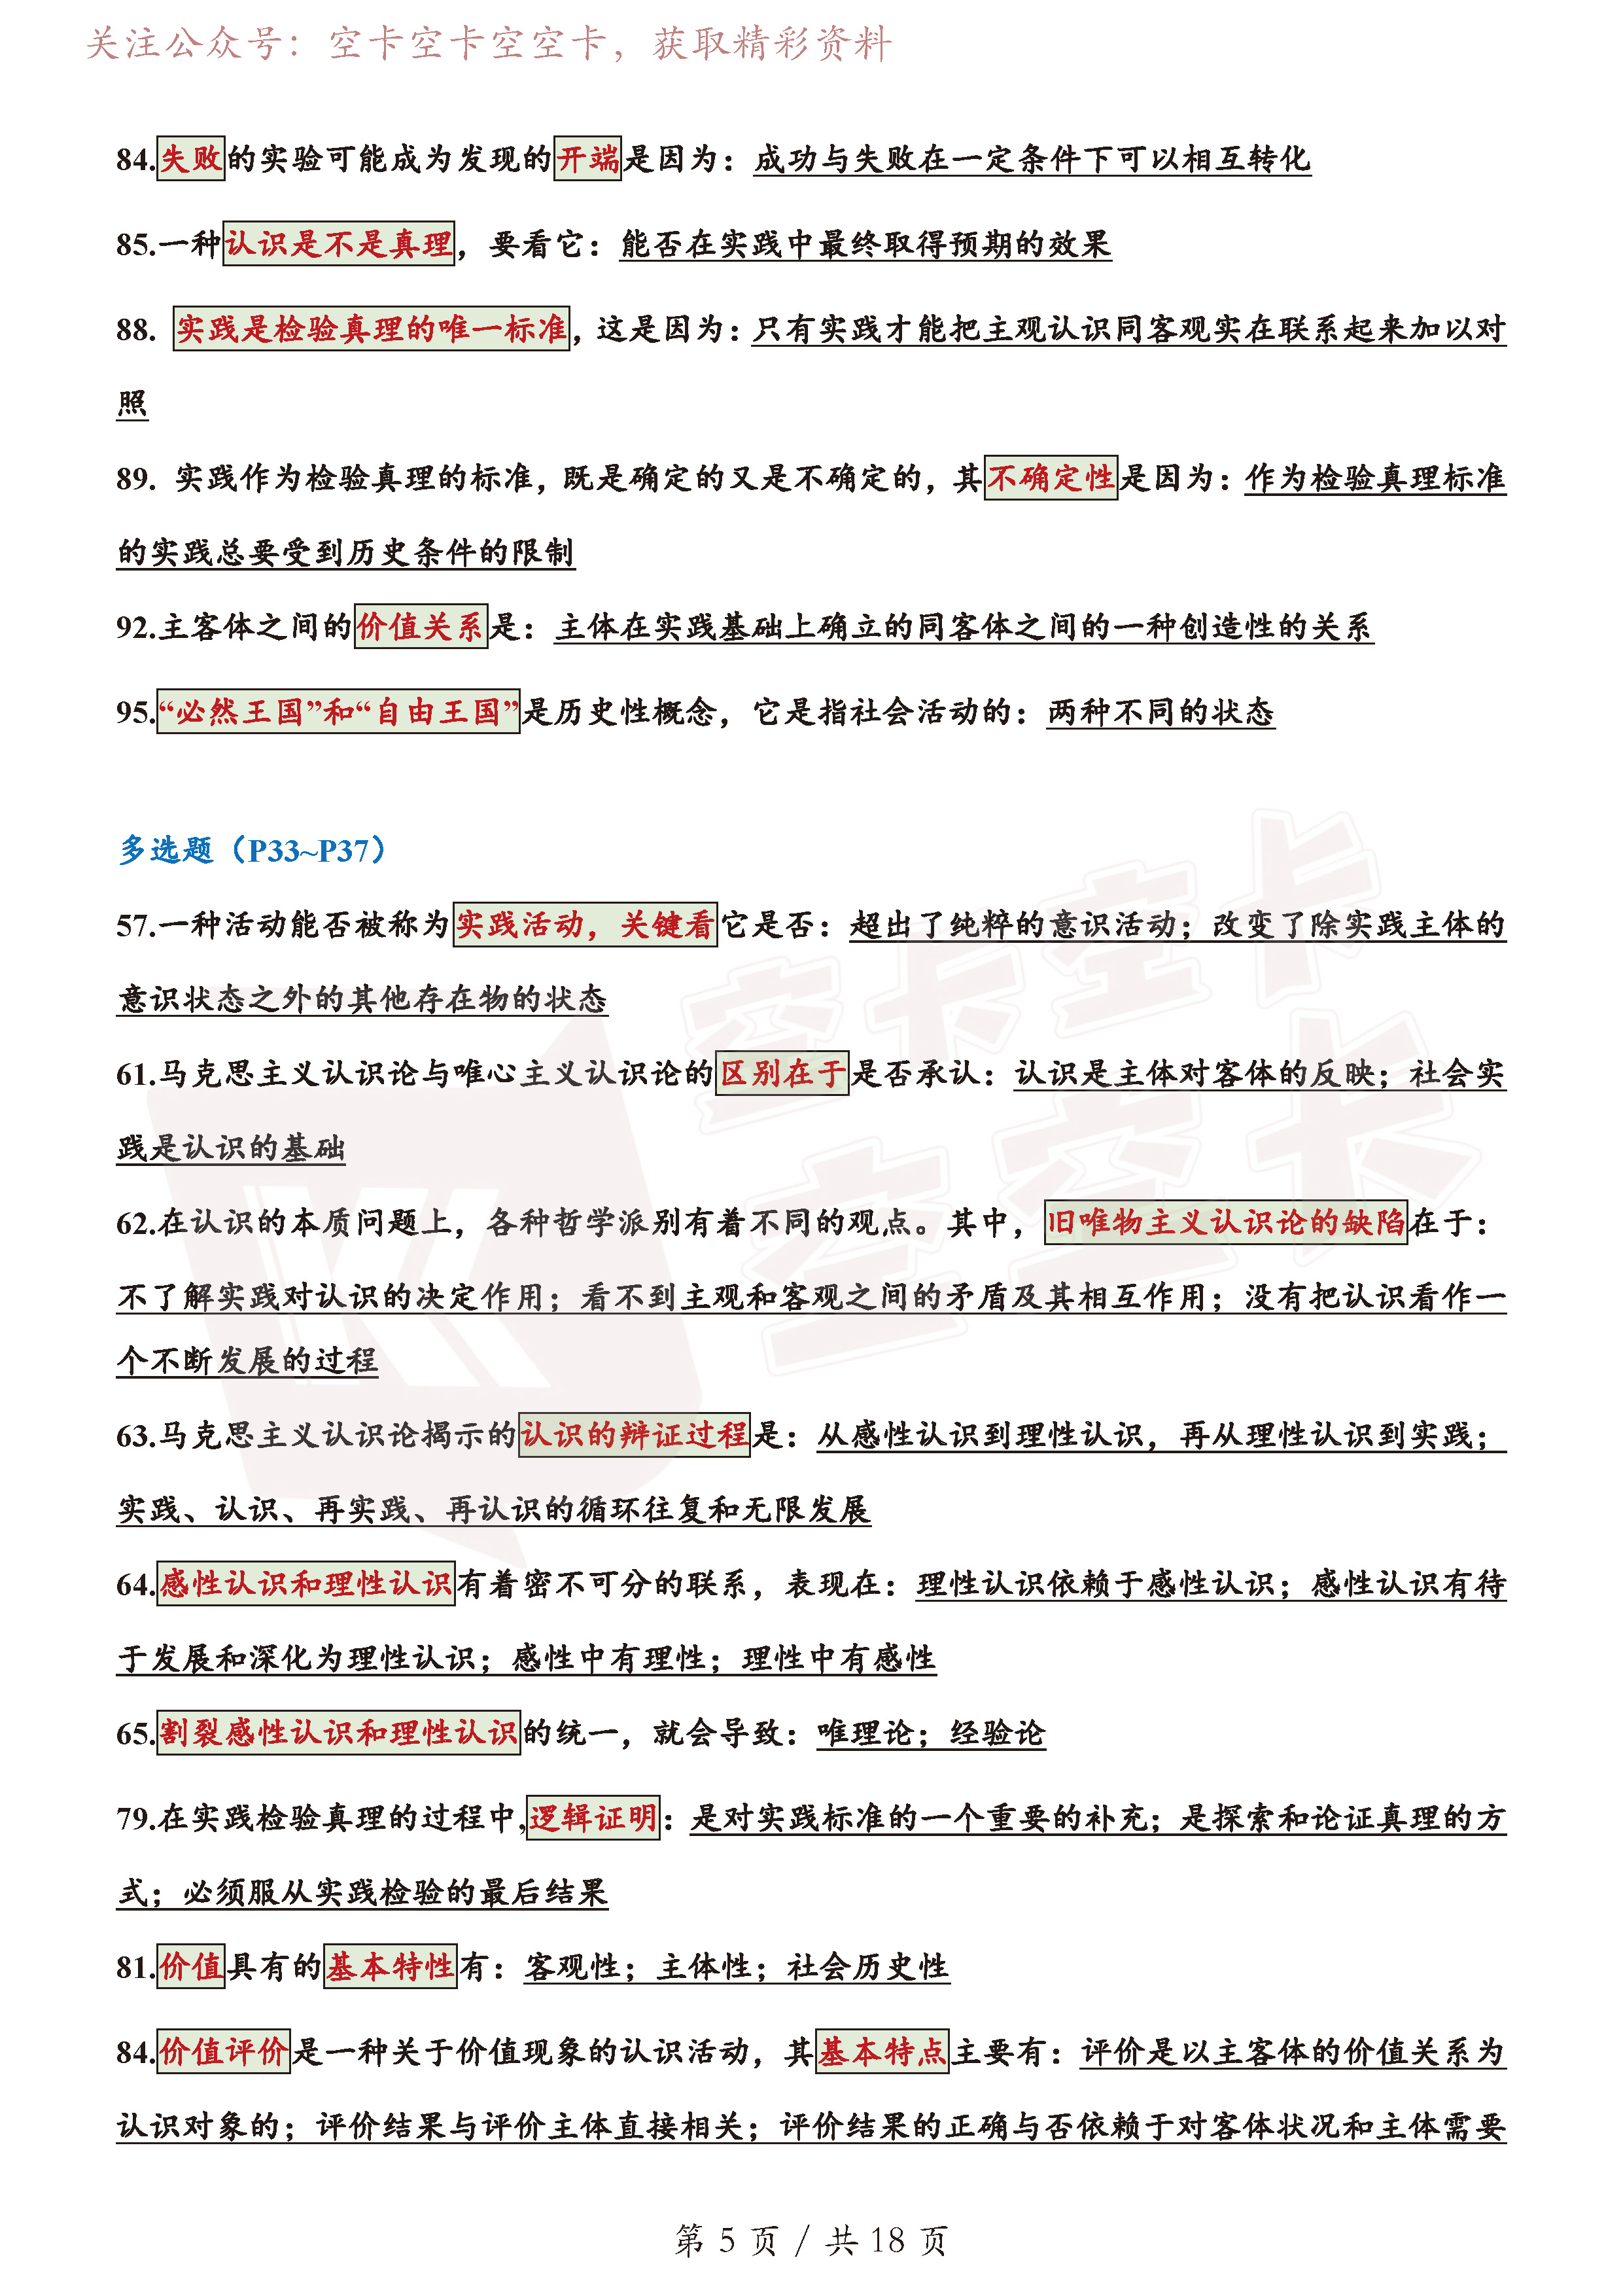 关注公众号：空卡空卡空空卡，获取精彩资料
84.失败的实验可能成为发现的开端是因为：成功与失败在一定条件下可以相互转化
85.一种认识是不是真理，要看它：能否在实践中最终取得预期的效果
88. 实践是检验真理的唯一标准，这是因为：只有实践才能把主观认识同客观实在联系起来加以对
照
89. 实践作为检验真理的标准，既是确定的又是不确定的，其不确定性是因为：作为检验真理标准
的实践总要受到历史条件的限制
92.主客体之间的价值关系是：主体在实践基础上确立的同客体之间的一种创造性的关系
95.“必然王国”和“自由王国”是历史性概念，它是指社会活动的：两种不同的状态
多选题（P33~P37）
57.一种活动能否被称为实践活动，关键看它是否：超出了纯粹的意识活动；改变了除实践主体的
意识状态之外的其他存在物的状态
61.马克思主义认识论与唯心主义认识论的区别在于是否承认：认识是主体对客体的反映；社会实
践是认识的基础
62.在认识的本质问题上，各种哲学派别有着不同的观点。其中，旧唯物主义认识论的缺陷在于：
不了解实践对认识的决定作用；看不到主观和客观之间的矛盾及其相互作用；没有把认识看作一
个不断发展的过程
63.马克思主义认识论揭示的认识的辩证过程是：从感性认识到理性认识，再从理性认识到实践；
实践、认识、再实践、再认识的循环往复和无限发展
64.感性认识和理性认识有着密不可分的联系，表现在：理性认识依赖于感性认识；感性认识有待
于发展和深化为理性认识；感性中有理性；理性中有感性
65.割裂感性认识和理性认识的统一，就会导致：唯理论；经验论
79.在实践检验真理的过程中,逻辑证明：是对实践标准的一个重要的补充；是探索和论证真理的方
式；必须服从实践检验的最后结果
81.价值具有的基本特性有：客观性；主体性；社会历史性
84.价值评价是一种关于价值现象的认识活动，其基本特点主要有：评价是以主客体的价值关系为
认识对象的；评价结果与评价主体直接相关；评价结果的正确与否依赖于对客体状况和主体需要
空卡空卡
空空卡
第 5 页 / 共 18 页